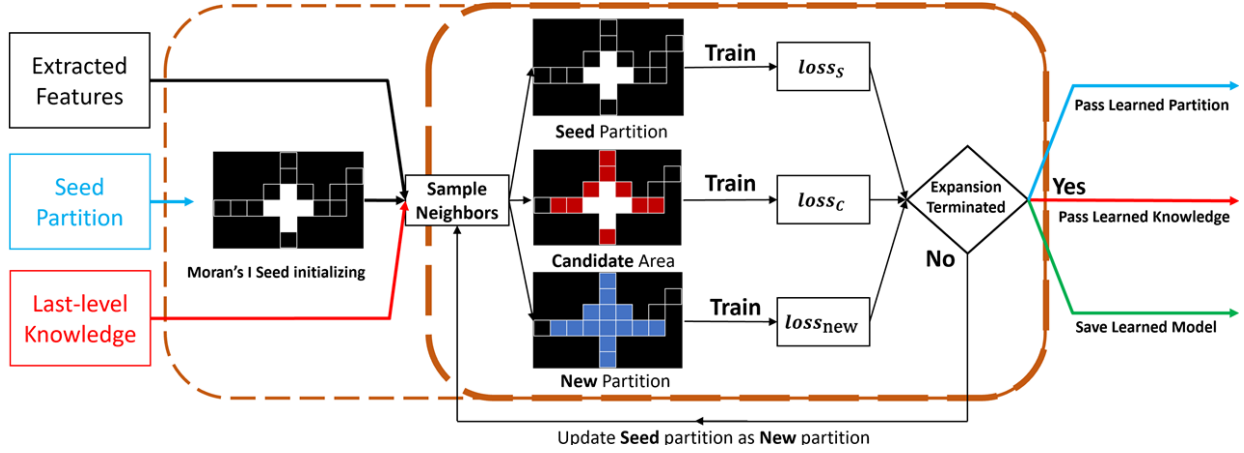 Extracted
Features
Seed
Partition
Last-level
Knowledge
Moran's I Seed initializing
Sample
Neighbors
Seed Partition
Candidate Area
New Partition
Train
Train
Train
loss_S
loss_C
loss_new
Expansion
Terminated
Yes
No
Pass Learned Partition
Pass Learned Knowledge
Save Learned Model
Update Seed partition as New partition